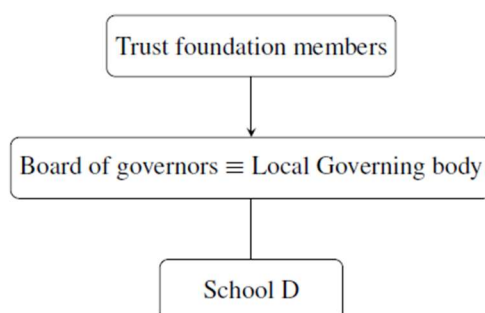 Trust foundation members
Board of governors ≡ Local Governing body
School D